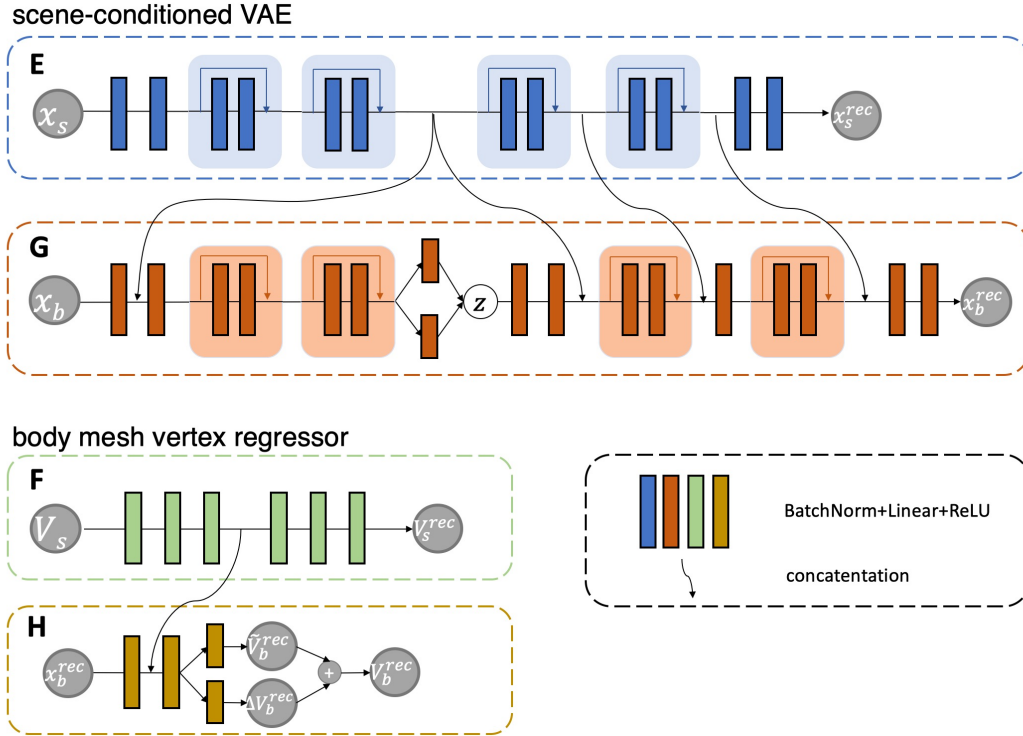 scene-conditioned VAE
E
x_s
x_s^{rec}
G
x_b
z
x_b^{rec}
body mesh vertex regressor
F
V_s
V_s^{rec}
BatchNorm+Linear+ReLU
concatentation
H
x_b^{rec}
Ṽ_b^{rec}
ΔV_b^{rec}
+
V_b^{rec}